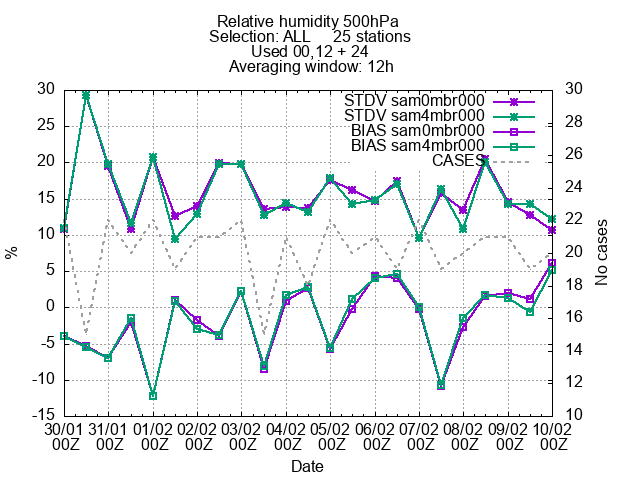 Relative humidity 500hPa
Selection: ALL 25 stations
Used 00,12 + 24
Averaging window: 12h
STDV sam0mbr000
STDV sam4mbr000
BIAS sam0mbr000
BIAS sam4mbr000
CASES
30
25
20
15
10
5
0
-5
-10
-15
%
30
28
26
24
22
20
18
16
14
12
10
No cases
30/01 31/01 01/02 02/02 03/02 04/02 05/02 06/02 07/02 08/02 09/02 10/02
00Z 00Z 00Z 00Z 00Z 00Z 00Z 00Z 00Z 00Z 00Z 00Z
Date